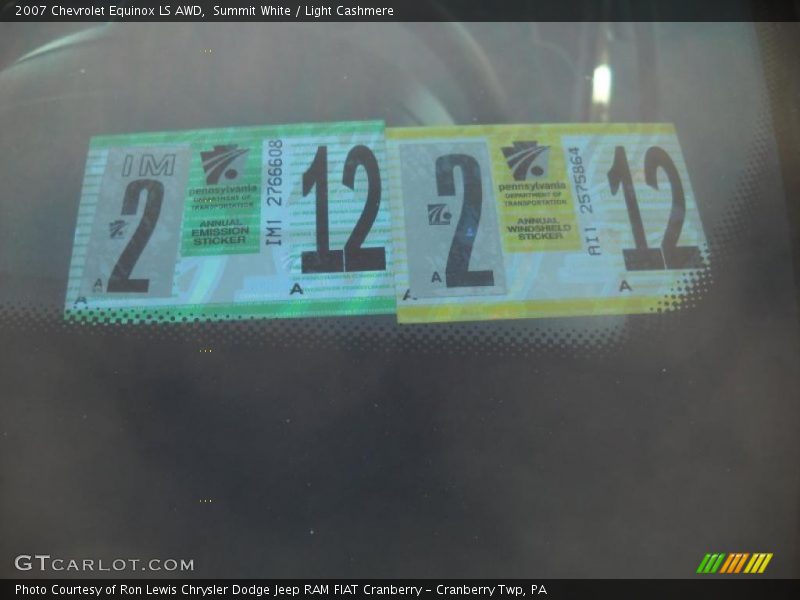 2007 Chevrolet Equinox LS AWD,  Summit White / Light Cashmere
IM
2
A
A
pennsylvania
DEPARTMENT OF
TRANSPORTATION
ANNUAL
EMISSION
STICKER
IM1 2766608
12
A
2
A
A
pennsylvania
DEPARTMENT OF
TRANSPORTATION
ANNUAL
WINDSHIELD
STICKER
AI1 2575864
12
A
GTCARLOT.COM
Photo Courtesy of Ron Lewis Chrysler Dodge Jeep RAM FIAT Cranberry – Cranberry Twp, PA